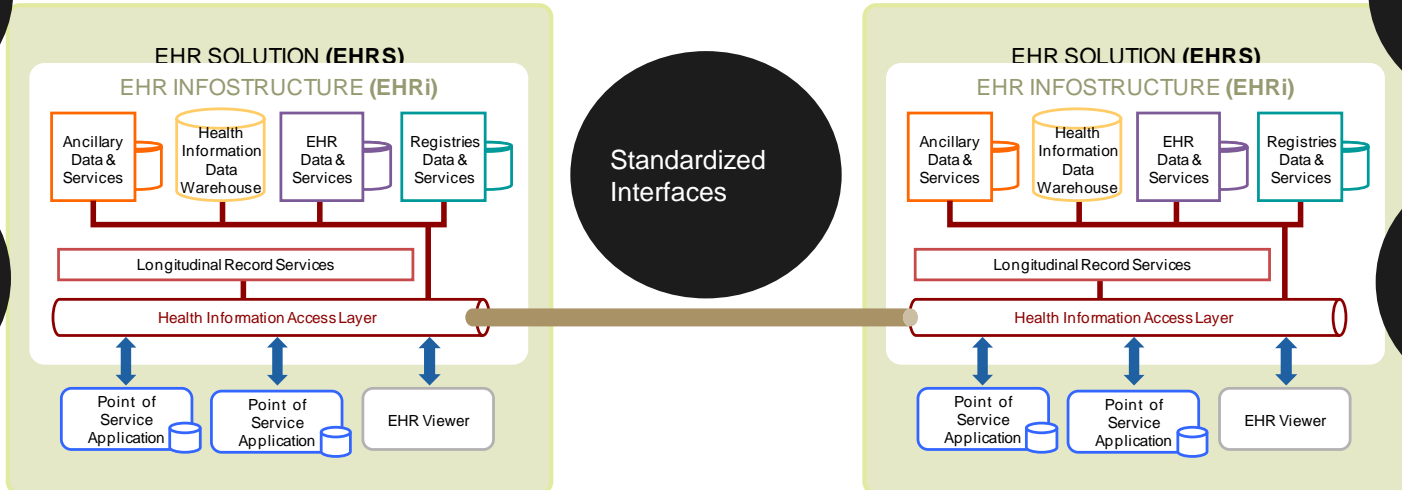 EHR SOLUTION (EHRS)
EHR INFOSTRUCTURE (EHRi)
Ancillary
Data &
Services
Health
Information
Data
Warehouse
EHR
Data &
Services
Registries
Data &
Services
Longitudinal Record Services
Health Information Access Layer
Point of
Service
Application
Point of
Service
Application
EHR Viewer
Standardized
Interfaces
EHR SOLUTION (EHRS)
EHR INFOSTRUCTURE (EHRi)
Ancillary
Data &
Services
Health
Information
Data
Warehouse
EHR
Data &
Services
Registries
Data &
Services
Longitudinal Record Services
Health Information Access Layer
Point of
Service
Application
Point of
Service
Application
EHR Viewer